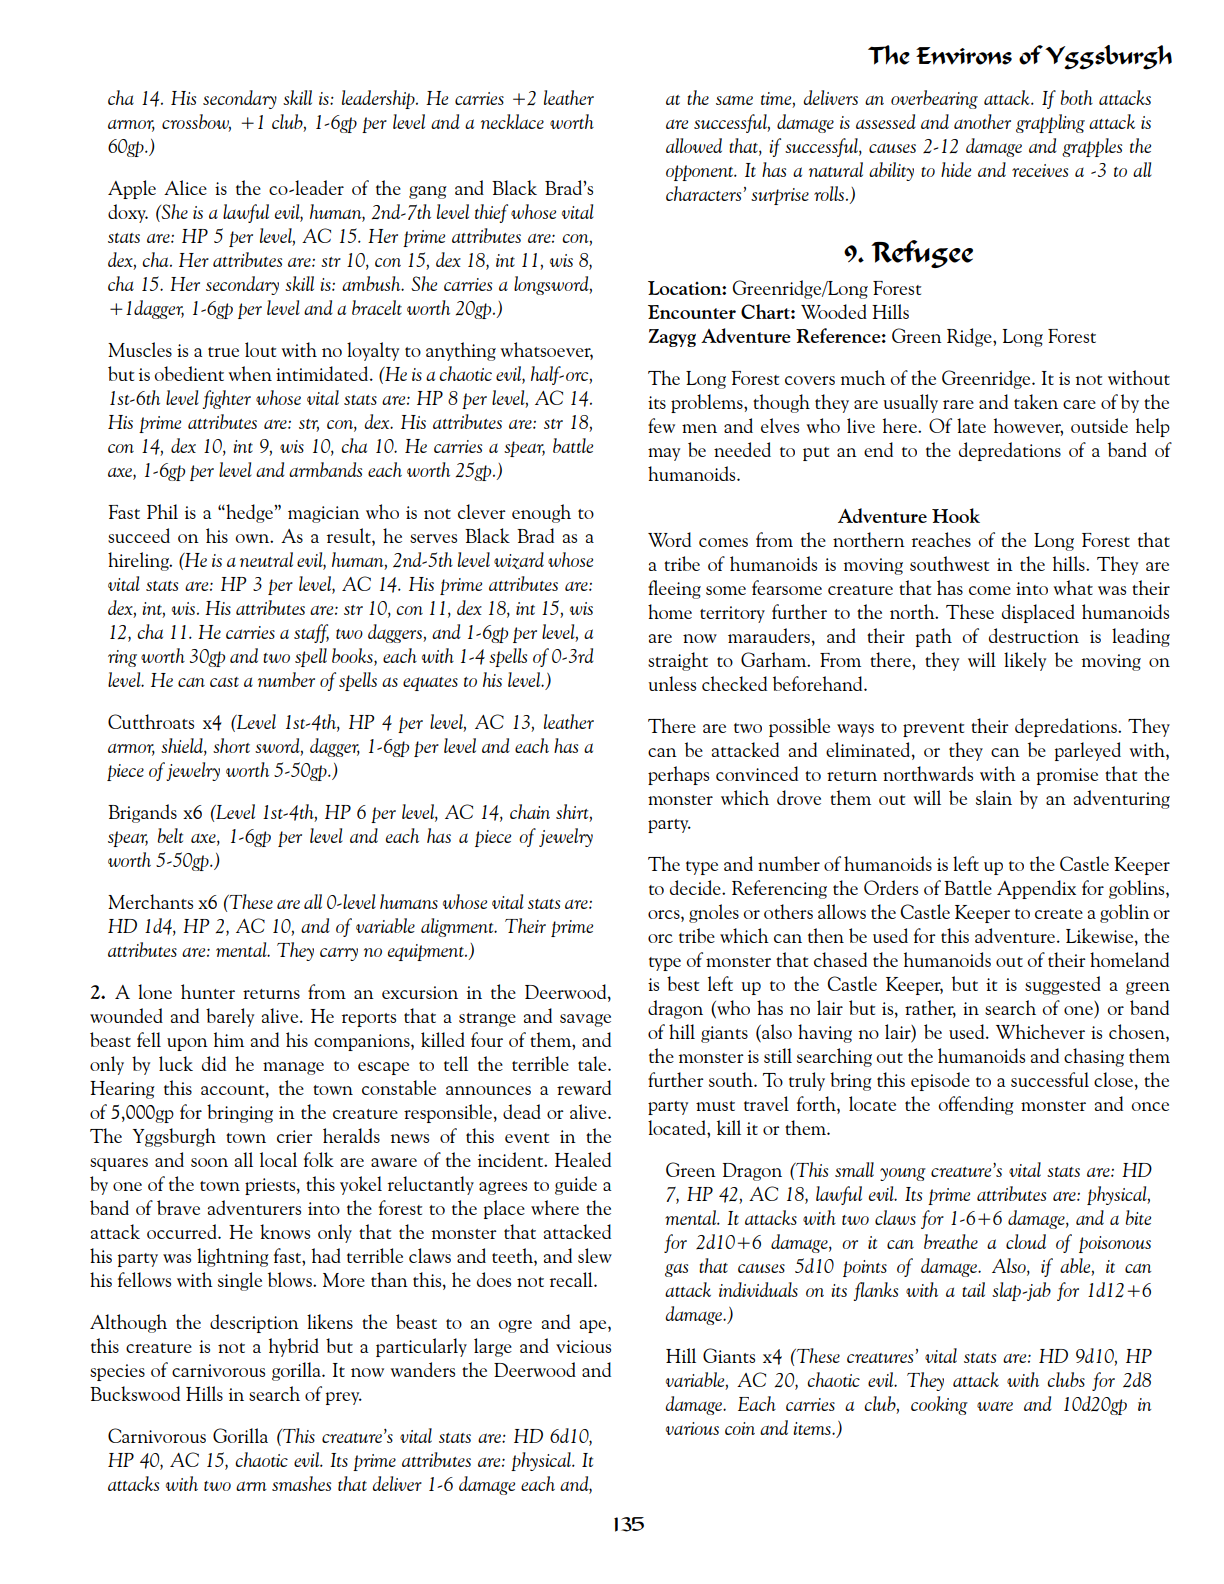 The Environs of Yggsburgh
cha 14. His secondary skill is: leadership. He carries +2 leather
armor, crossbow, +1 club, 1-6gp per level and a necklace worth
60gp.)
Apple Alice is the co-leader of the gang and Black Brad's
doxy. (She is a lawful evil, human, 2nd-7th level thief whose vital
stats are: HP 5 per level, AC 15. Her prime attributes are: con,
dex, cha. Her attributes are: str 10, con 15, dex 18, int 11, wis 8,
cha 15. Her secondary skill is: ambush. She carries a longsword,
+1dagger, 1-6gp per level and a bracelt worth 20gp.)
Muscles is a true lout with no loyalty to anything whatsoever,
but is obedient when intimidated. (He is a chaotic evil, half-orc,
1st-6th level fighter whose vital stats are: HP 8 per level, AC 14.
His prime attributes are: str, con, dex. His attributes are: str 18,
con 14, dex 10, int 9, wis 10, cha 10. He carries a spear, battle
axe, 1-6gp per level and armbands each worth 25gp.)
Fast Phil is a "hedge" magician who is not clever enough to
succeed on his own. As a result, he serves Black Brad as a
hireling. (He is a neutral evil, human, 2nd-5th level wizard whose
vital stats are: HP 3 per level, AC 14. His prime attributes are:
dex, int, wis. His attributes are: str 10, con 11, dex 18, int 15, wis
12, cha 11. He carries a staff, two daggers, and 1-6gp per level, a
ring worth 30gp and two spell books, each with 1-4 spells of 0-3rd
level. He can cast a number of spells as equates to his level.)
Cutthroats x4 (Level 1st-4th, HP 4 per level, AC 13, leather
armor, shield, short sword, dagger, 1-6gp per level and each has a
piece of jewelry worth 5-50gp.)
Brigands x6 (Level 1st-4th, HP 6 per level, AC 14, chain shirt,
spear, belt axe, 1-6gp per level and each has a piece of jewelry
worth 5-50gp.)
Merchants x6 (These are all 0-level humans whose vital stats are:
HD 1d4, HP 2, AC 10, and of variable alignment. Their prime
attributes are: mental. They carry no equipment.)
2. A lone hunter returns from an excursion in the Deerwood,
wounded and barely alive. He reports that a strange and savage
beast fell upon him and his companions, killed four of them, and
only by luck did he manage to escape to tell the terrible tale.
Hearing this account, the town constable announces a reward
of 5,000gp for bringing in the creature responsible, dead or alive.
The Yggsburgh town crier heralds news of this event in the
squares and soon all local folk are aware of the incident. Healed
by one of the town priests, this yokel reluctantly agrees to guide a
band of brave adventurers into the forest to the place where the
attack occurred. He knows only that the monster that attacked
his party was lightning fast, had terrible claws and teeth, and slew
his fellows with single blows. More than this, he does not recall.
Although the description likens the beast to an ogre and ape,
this creature is not a hybrid but a particularly large and vicious
species of carnivorous gorilla. It now wanders the Deerwood and
Buckswood Hills in search of prey.
Carnivorous Gorilla (This creature's vital stats are: HD 6d10,
HP 40, AC 15, chaotic evil. Its prime attributes are: physical. It
attacks with two arm smashes that deliver 1-6 damage each and,
at the same time, delivers an overbearing attack. If both attacks
are successful, damage is assessed and another grappling attack is
allowed that, if successful, causes 2-12 damage and grapples the
opponent. It has a natural ability to hide and receives a -3 to all
characters' surprise rolls.)
9. Refugee
Location: Greenridge/Long Forest
Encounter Chart: Wooded Hills
Zagyg Adventure Reference: Green Ridge, Long Forest
The Long Forest covers much of the Greenridge. It is not without
its problems, though they are usually rare and taken care of by the
few men and elves who live here. Of late however, outside help
may be needed to put an end to the depredations of a band of
humanoids.
Adventure Hook
Word comes from the northern reaches of the Long Forest that
a tribe of humanoids is moving southwest in the hills. They are
fleeing some fearsome creature that has come into what was their
home territory further to the north. These displaced humanoids
are now marauders, and their path of destruction is leading
straight to Garham. From there, they will likely be moving on
unless checked beforehand.
There are two possible ways to prevent their depredations. They
can be attacked and eliminated, or they can be parleyed with,
perhaps convinced to return northwards with a promise that the
monster which drove them out will be slain by an adventuring
party.
The type and number of humanoids is left up to the Castle Keeper
to decide. Referencing the Orders of Battle Appendix for goblins,
orcs, gnoles or others allows the Castle Keeper to create a goblin or
orc tribe which can then be used for this adventure. Likewise, the
type of monster that chased the humanoids out of their homeland
is best left up to the Castle Keeper, but it is suggested a green
dragon (who has no lair but is, rather, in search of one) or band
of hill giants (also having no lair) be used. Whichever is chosen,
the monster is still searching out the humanoids and chasing them
further south. To truly bring this episode to a successful close, the
party must travel forth, locate the offending monster and once
located, kill it or them.
Green Dragon (This small young creature's vital stats are: HD
7, HP 42, AC 18, lawful evil. Its prime attributes are: physical,
mental. It attacks with two claws for 1-6+6 damage, and a bite
for 2d10+6 damage, or it can breathe a cloud of poisonous
gas that causes 5d10 points of damage. Also, if able, it can
attack individuals on its flanks with a tail slap-jab for 1d12+6
damage.)
Hill Giants x4 (These creatures' vital stats are: HD 9d10, HP
variable, AC 20, chaotic evil. They attack with clubs for 2d8
damage. Each carries a club, cooking ware and 10d20gp in
various coin and items.)
135